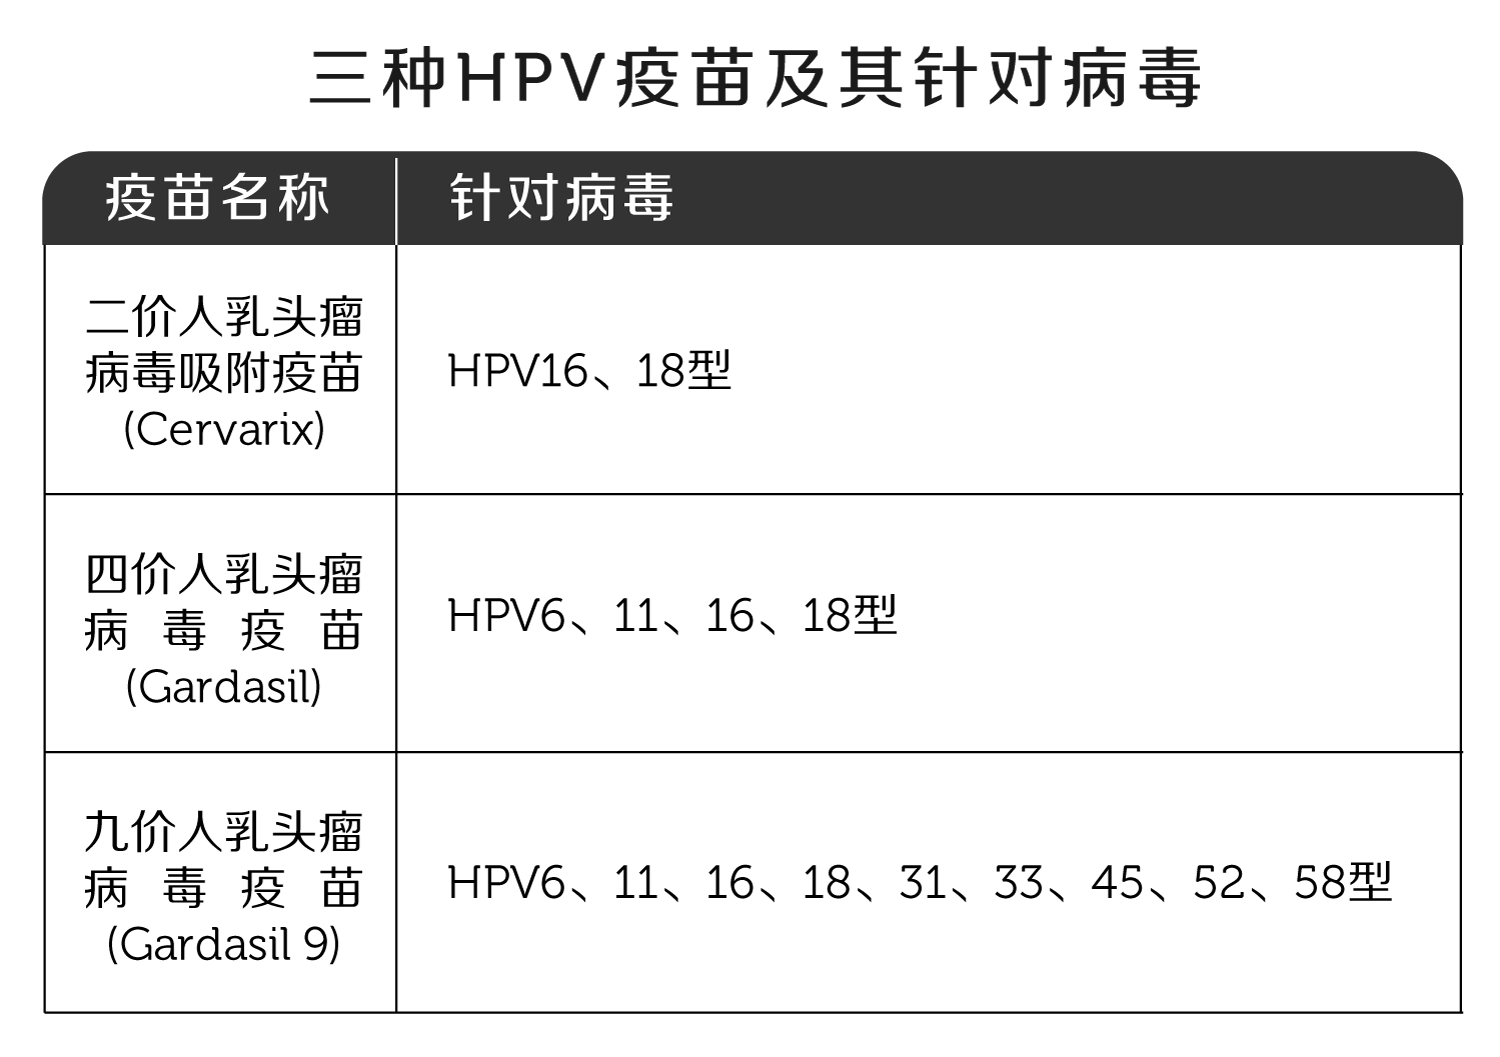 三种HPV疫苗及其针对病毒
疫苗名称 针对病毒
二价人乳头瘤
病毒吸附疫苗
(Cervarix)
HPV16、18型
四价人乳头瘤
病毒疫苗
(Gardasil)
HPV6、11、16、18型
九价人乳头瘤
病毒疫苗
(Gardasil 9)
HPV6、11、16、18、31、33、45、52、58型